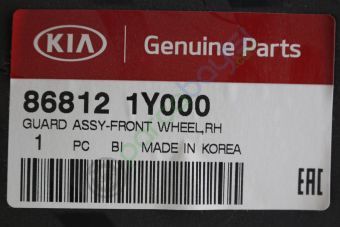 KIA Genuine Parts
86812 1Y000
GUARD ASSY-FRONT WHEEL,RH
1 PC BI MADE IN KOREA
EAC